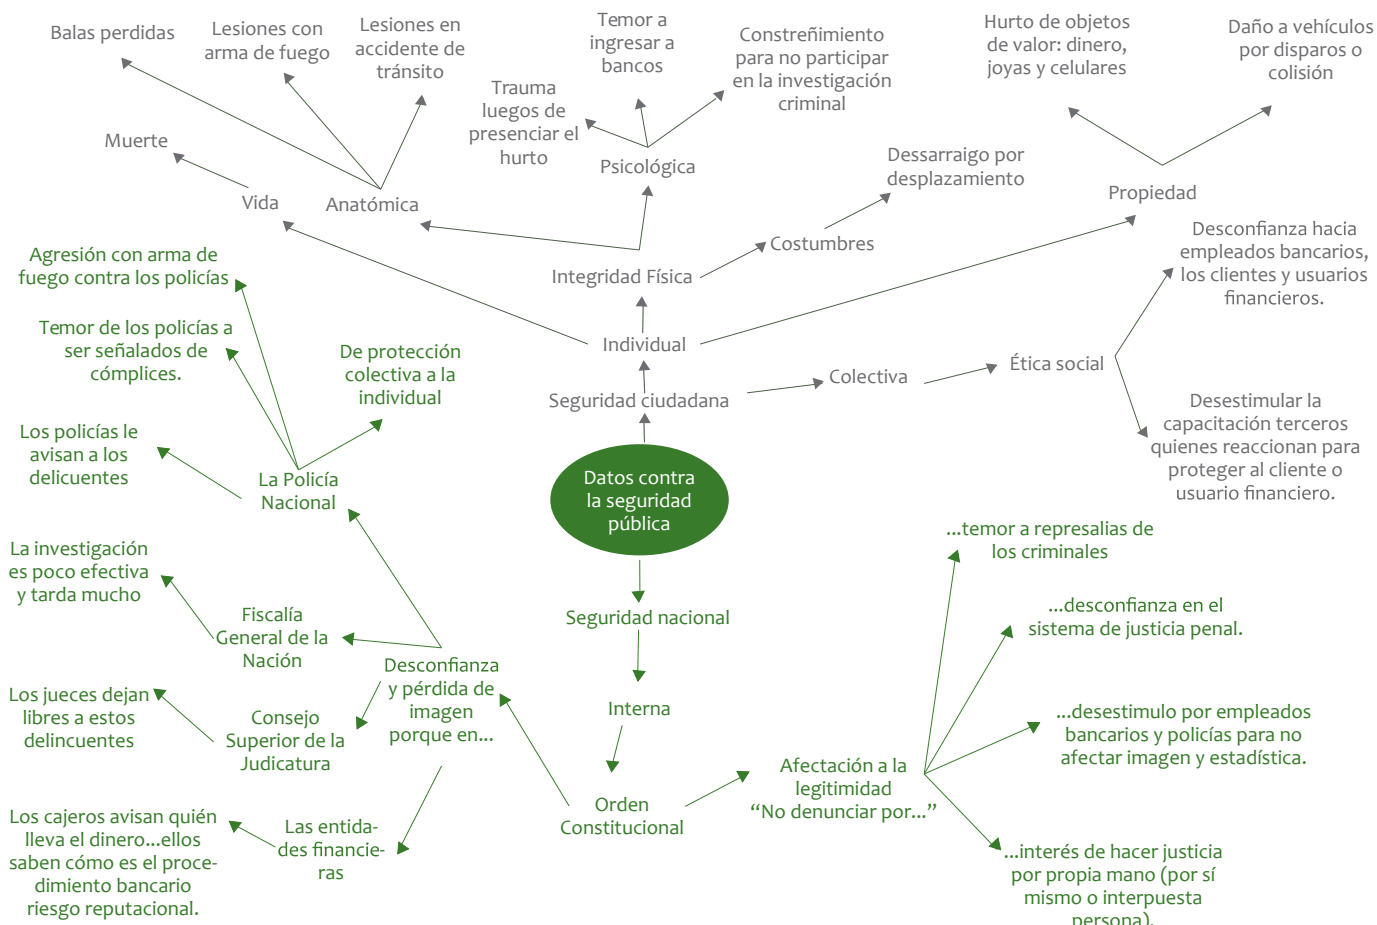 Balas perdidas
Lesiones con
arma de fuego
Lesiones en
accidente de
tránsito
Temor a
ingresar a
bancos
Constreñimiento
para no participar
en la investigación
criminal
Hurto de objetos
de valor: dinero,
joyas y celulares
Daño a vehículos
por disparos o
colisión
Trauma
luegos de
presenciar el
hurto
Muerte
Psicológica
Dessarraigo por
desplazamiento
Vida
Anatómica
Propiedad
Costumbres
Desconfianza hacia
empleados bancarios,
los clientes y usuarios
financieros.
Integridad Física
Agresión con arma de
fuego contra los policías
Temor de los policías a
ser señalados de
cómplices.
De protección
colectiva a la
individual
Individual
Colectiva
Ética social
Seguridad ciudadana
Desestimular la
capacitación terceros
quienes reaccionan para
proteger al cliente o
usuario financiero.
Los policías le
avisan a los
delicuentes
La Policía
Nacional
Datos contra
la seguridad
pública
...temor a represalias de
los criminales
La investigación
es poco efectiva
y tarda mucho
Fiscalía
General de la
Nación
Seguridad nacional
...desconfianza en el
sistema de justicia penal.
Desconfianza
y pérdida de
imagen
porque en...
Los jueces dejan
libres a estos
delincuentes
Consejo
Superior de la
Judicatura
Interna
...desestimulo por empleados
bancarios y policías para no
afectar imagen y estadística.
Afectación a la
legitimidad
“No denunciar por...”
Orden
Constitucional
Los cajeros avisan quién
lleva el dinero...ellos
saben cómo es el proce-
dimiento bancario
riesgo reputacional.
Las entida-
des financie-
ras
...interés de hacer justicia
por propia mano (por sí
mismo o interpuesta
persona).